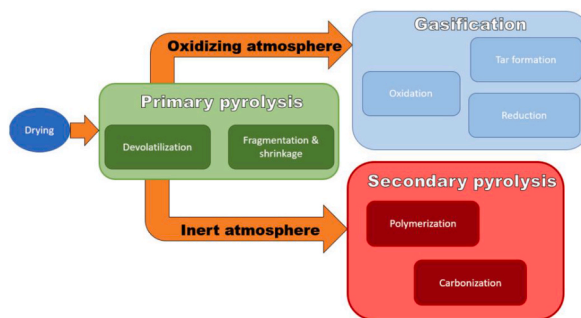 Gasification
Oxidizing atmosphere
Tar formation
Oxidation
Reduction
Primary pyrolysis
Drying
Devolatilization
Fragmentation &
shrinkage
Secondary pyrolysis
Inert atmosphere
Polymerization
Carbonization